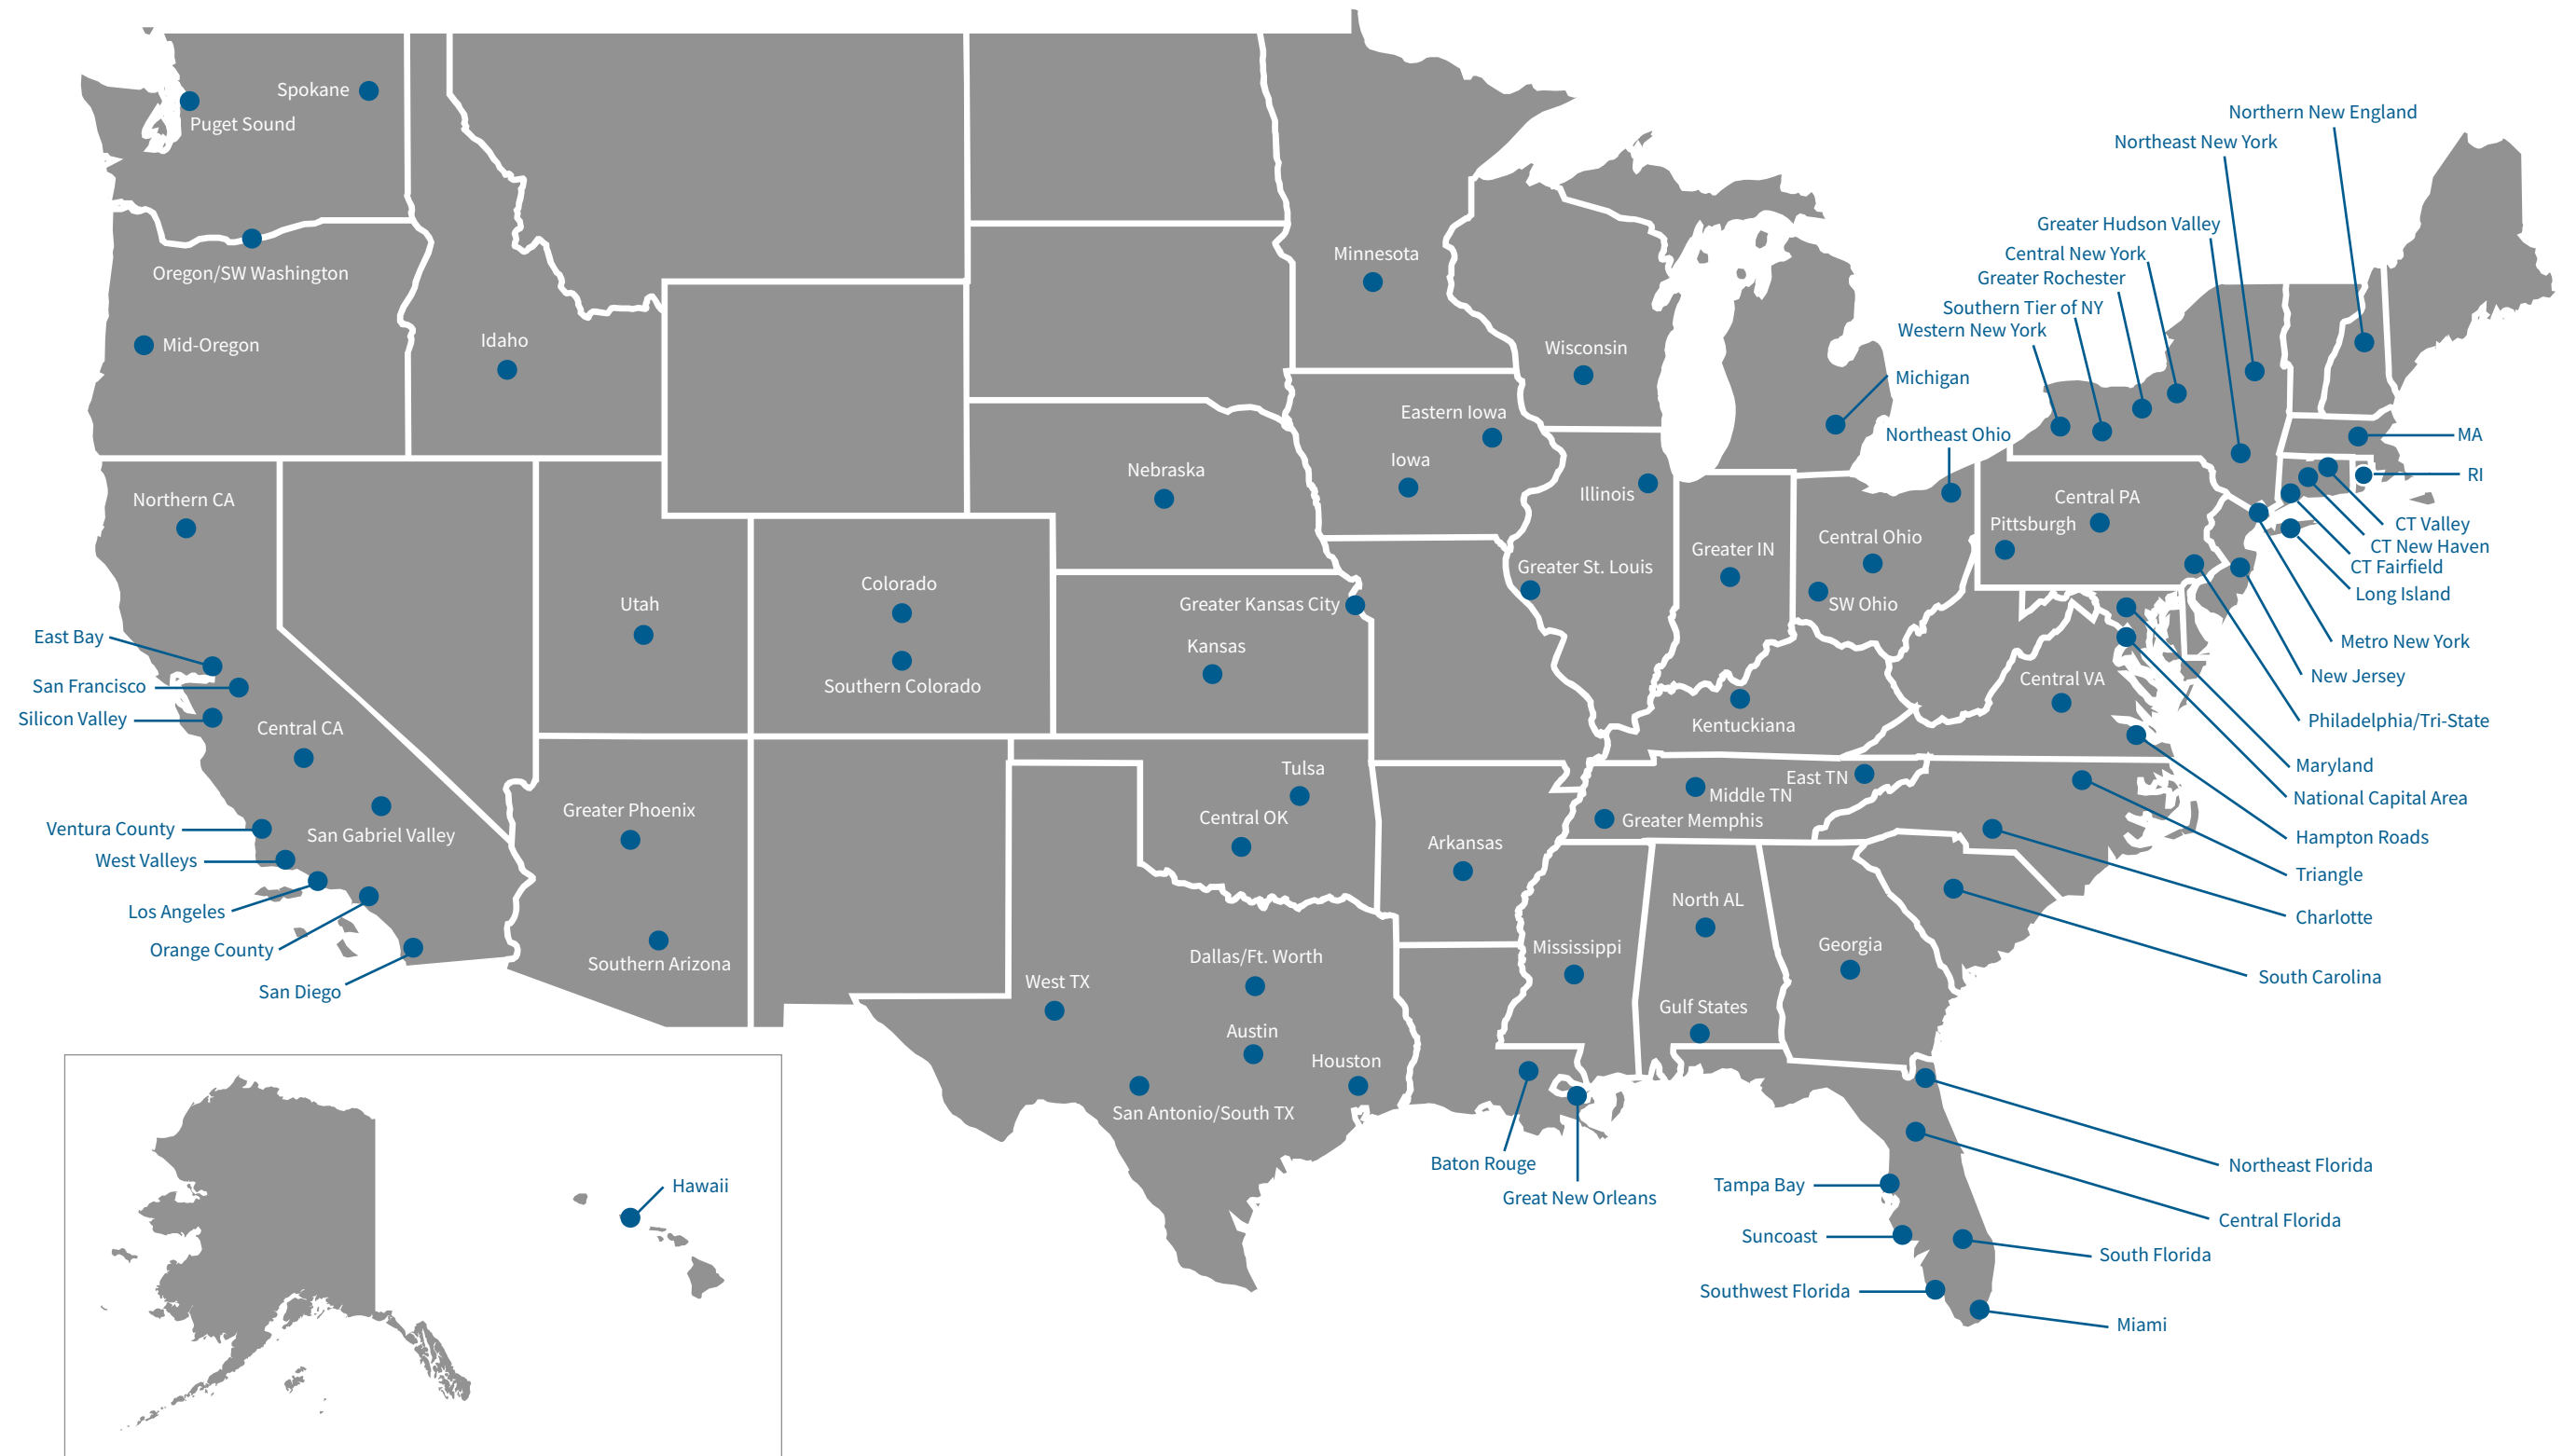 Spokane
Puget Sound
Oregon/SW Washington
Mid-Oregon
Idaho
Northern CA
East Bay
San Francisco
Silicon Valley
Central CA
San Gabriel Valley
Ventura County
West Valleys
Los Angeles
Orange County
San Diego
Utah
Colorado
Southern Colorado
Greater Phoenix
Southern Arizona
Nebraska
Greater Kansas City
Kansas
Tulsa
Central OK
West TX
Dallas/Ft. Worth
Austin
Houston
San Antonio/South TX
Hawaii
Minnesota
Wisconsin
Eastern Iowa
Iowa
Illinois
Greater St. Louis
Greater IN
Michigan
Northeast Ohio
Central Ohio
SW Ohio
Kentuckiana
East TN
Middle TN
Greater Memphis
Arkansas
Mississippi
North AL
Gulf States
Georgia
Baton Rouge
Great New Orleans
Northern New England
Northeast New York
Greater Hudson Valley
Central New York
Greater Rochester
Southern Tier of NY
Western New York
MA
RI
Central PA
Pittsburgh
CT Valley
CT New Haven
CT Fairfield
Long Island
Metro New York
New Jersey
Philadelphia/Tri-State
Central VA
Maryland
National Capital Area
Hampton Roads
Triangle
Charlotte
South Carolina
Northeast Florida
Tampa Bay
Central Florida
Suncoast
South Florida
Southwest Florida
Miami